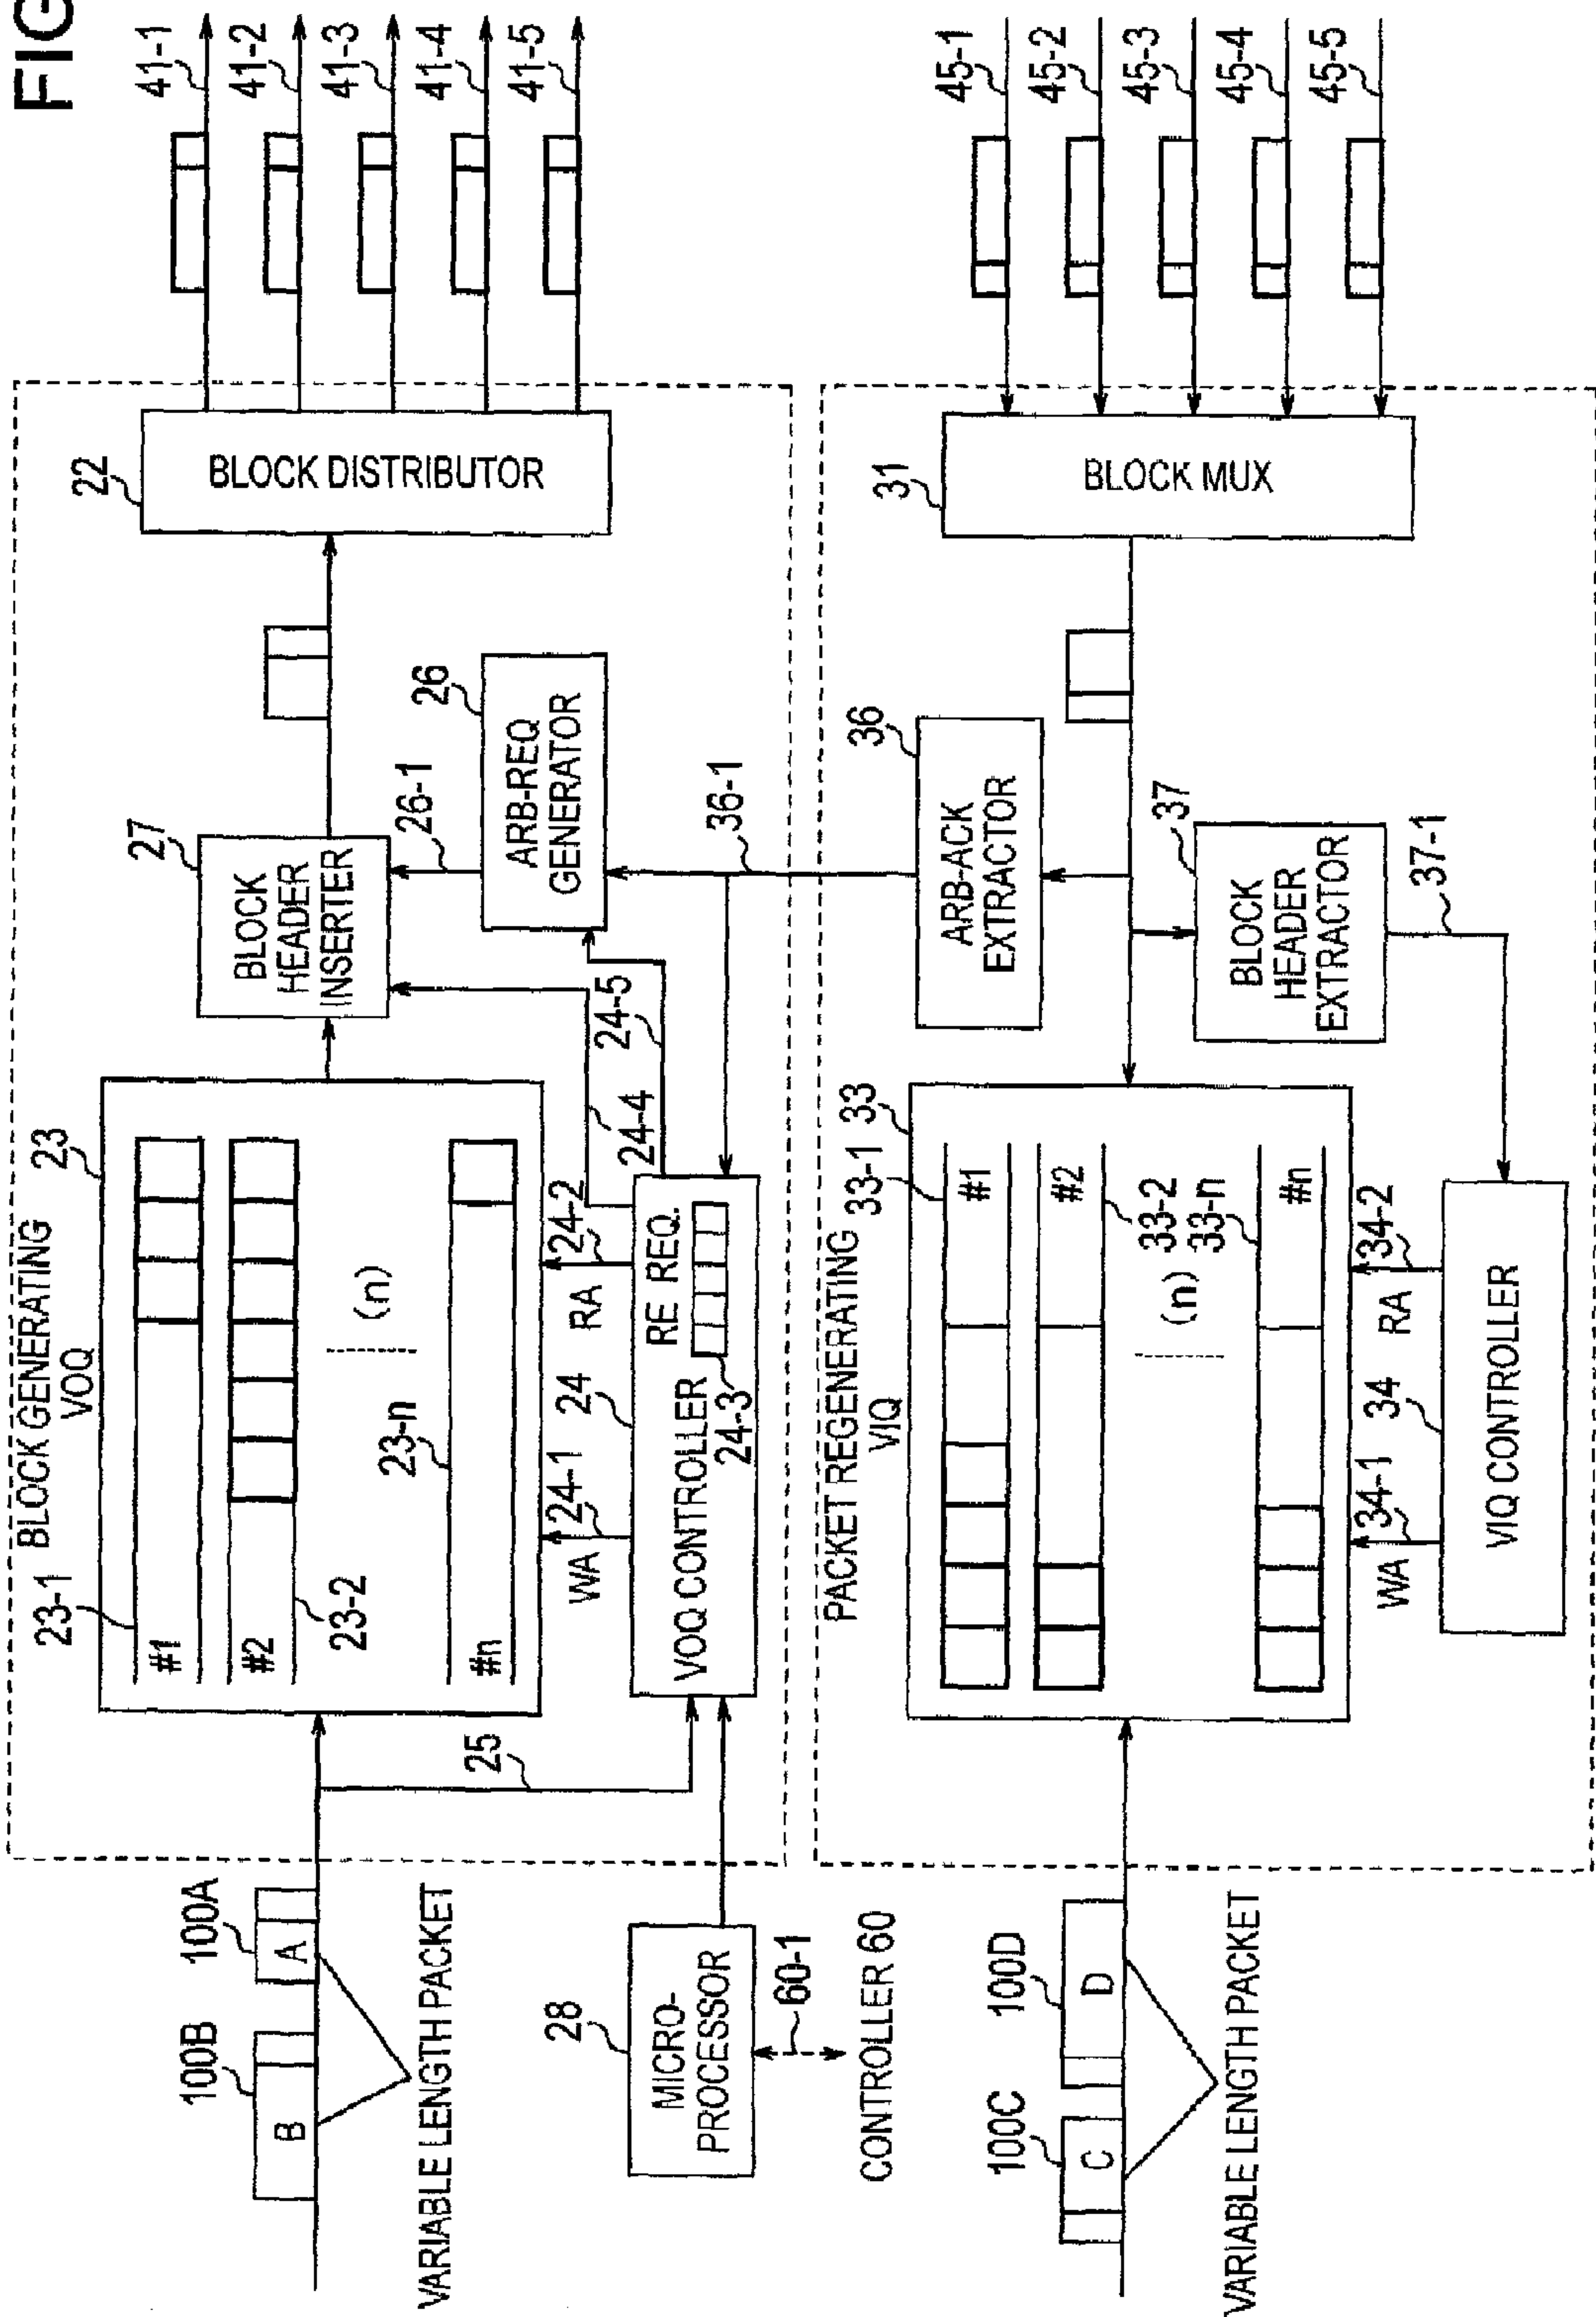 FIG
100B
100A
B
A
VARIABLE LENGTH PACKET
25
28
MICRO-
PROCESSOR
60-1
CONTROLLER 60
23-1
BLOCK GENERATING
VOQ
23
#1
#2
23-2
(n)
23-n
#n
WA
24-1
24
RA
24-2
VOQ CONTROLLER
RE REQ.
24-3
24-4
24-5
27
BLOCK
HEADER
INSERTER
26-1
26
ARB-REQ
GENERATOR
36-1
22
BLOCK DISTRIBUTOR
41-1
41-2
41-3
41-4
41-5
100C
100D
C
D
VARIABLE LENGTH PACKET
PACKET REGENERATING
VIQ
33-1
33
#1
#2
33-2
(n)
33-n
#n
WA
34-1
34
RA
34-2
VIQ CONTROLLER
36
ARB-ACK
EXTRACTOR
37
BLOCK
HEADER
EXTRACTOR
37-1
31
BLOCK MUX
45-1
45-2
45-3
45-4
45-5